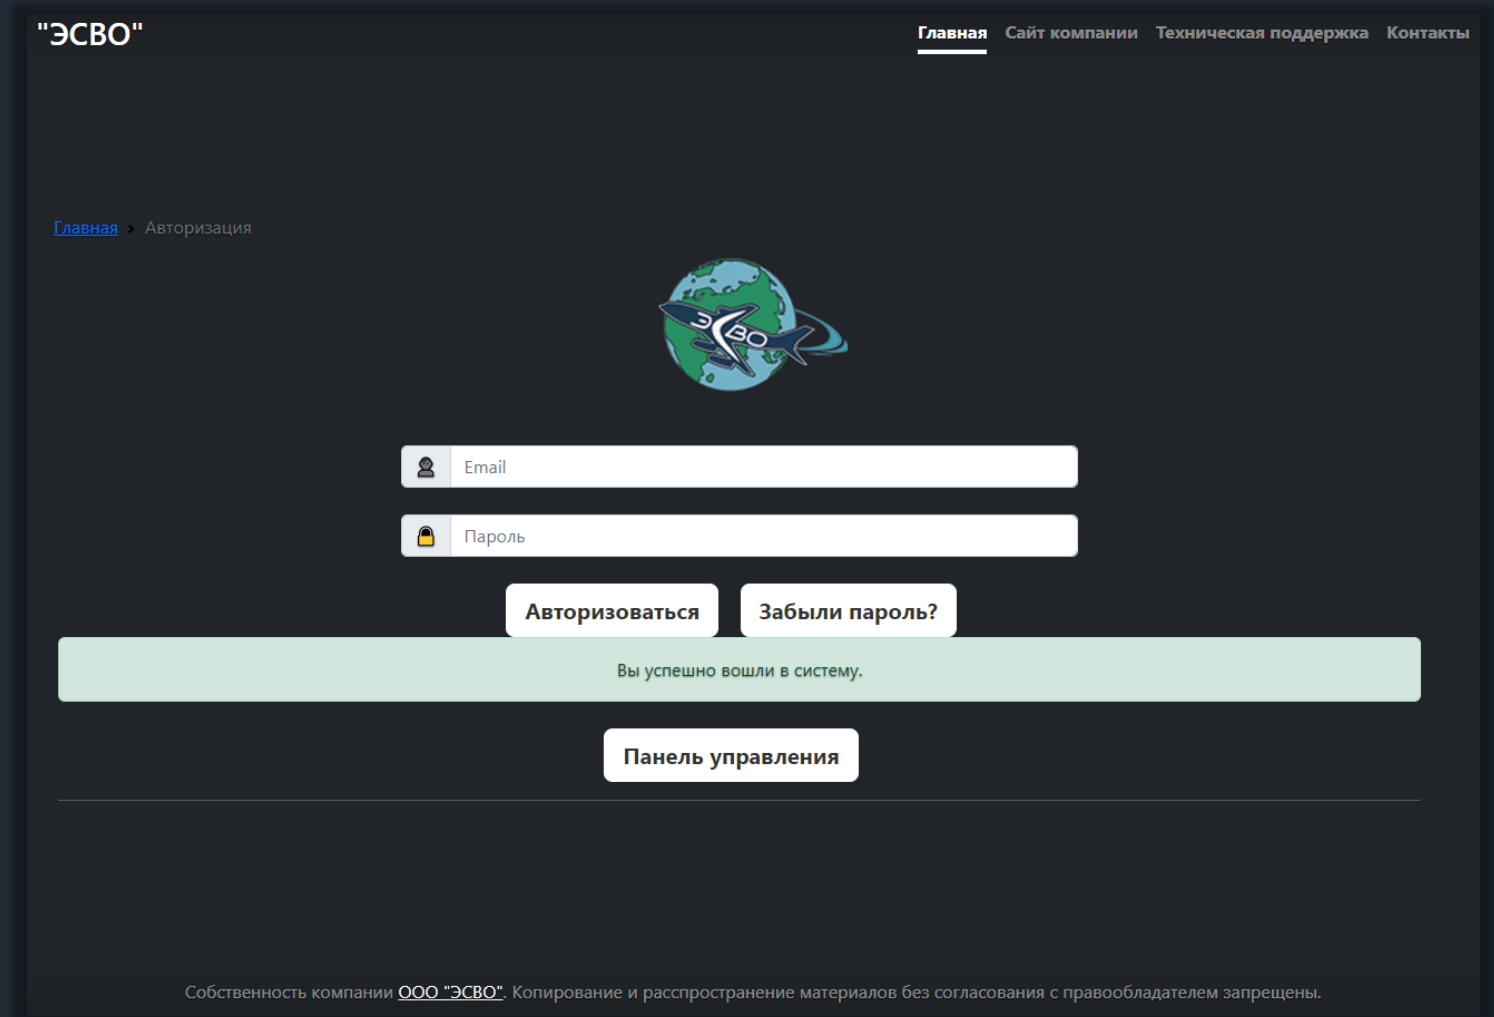 "ЭСВО"
Главная Сайт компании Техническая поддержка Контакты
Главная › Авторизация
ЭСВО
Email
Пароль
Авторизоваться Забыли пароль?
Вы успешно вошли в систему.
Панель управления
Собственность компании ООО "ЭСВО". Копирование и расспространение материалов без согласования с правообладателем запрещены.